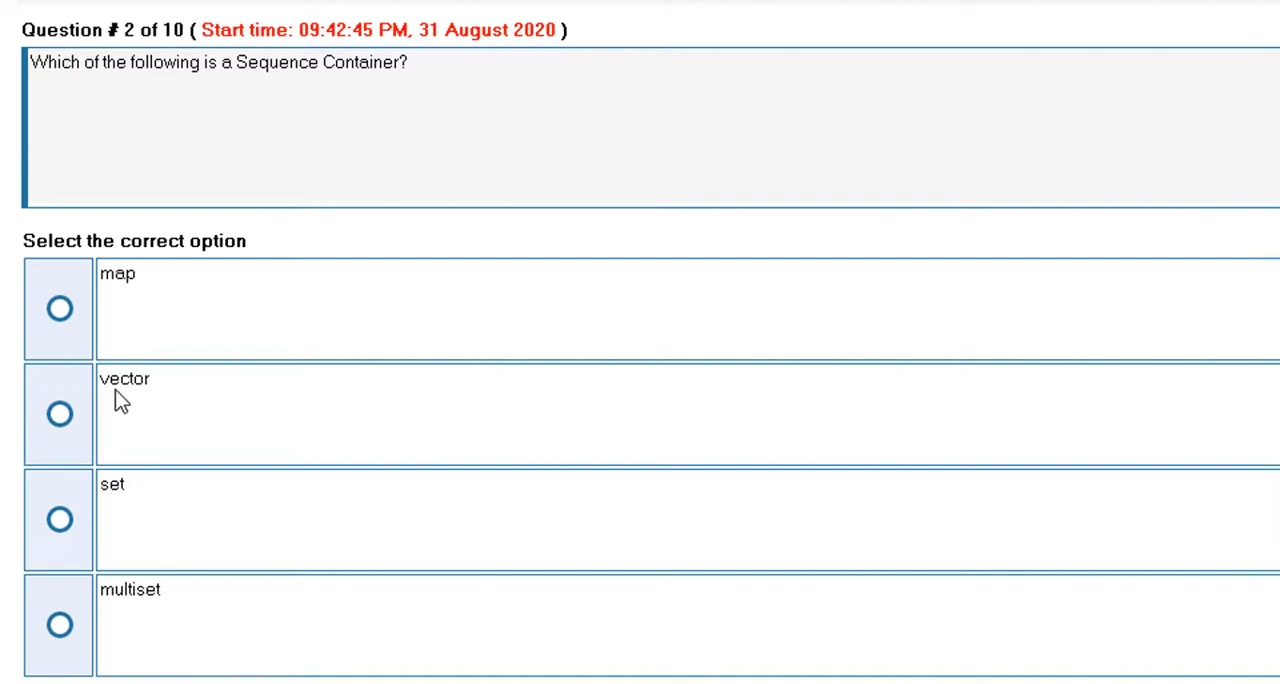 Question # 2 of 10 ( Start time: 09:42:45 PM, 31 August 2020 )
Which of the following is a Sequence Container?
Select the correct option
map
vector
set
multiset